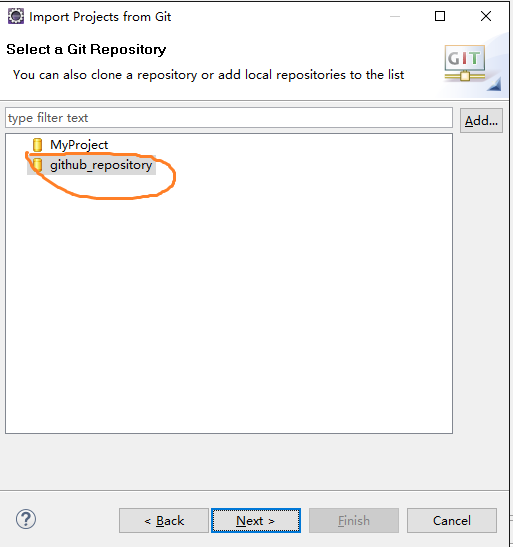 Import Projects from Git
Select a Git Repository
You can also clone a repository or add local repositories to the list
GIT
type filter text
Add...
MyProject
github_repository
?
< Back
Next >
Finish
Cancel